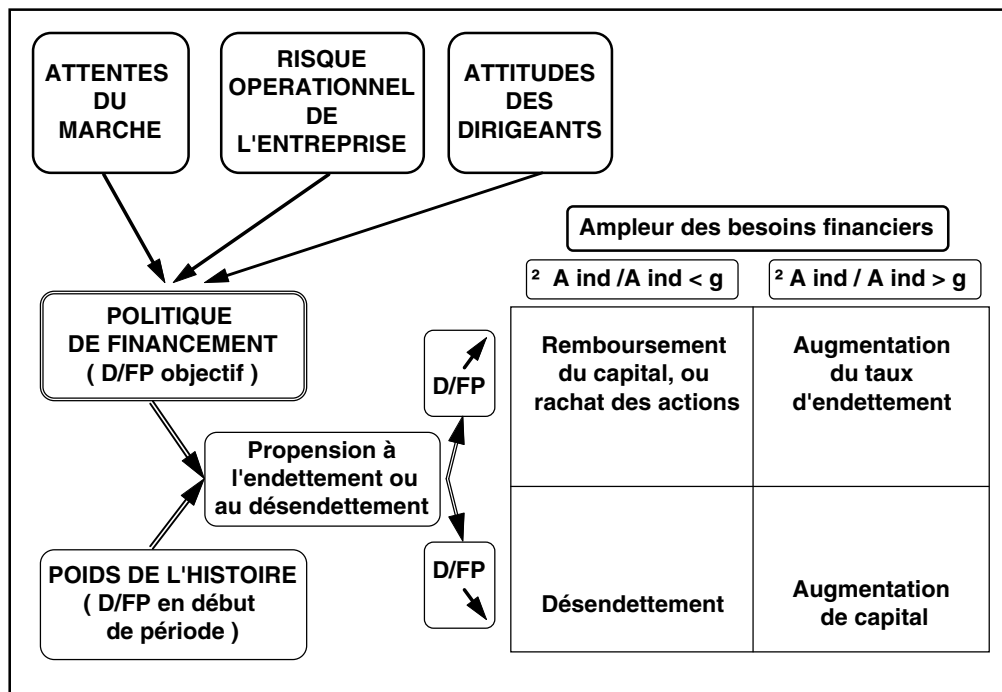 ATTENTES
DU
MARCHE
RISQUE
OPERATIONNEL
DE
L'ENTREPRISE
ATTITUDES
DES
DIRIGEANTS
Ampleur des besoins financiers
² A ind /A ind < g
² A ind / A ind > g
POLITIQUE
DE FINANCEMENT
( D/FP objectif )
D/FP
Remboursement
du capital, ou
rachat des actions
Augmentation
du taux
d'endettement
Propension à
l'endettement ou
au désendettement
POIDS DE L'HISTOIRE
( D/FP en début
de période )
D/FP
Désendettement
Augmentation
de capital